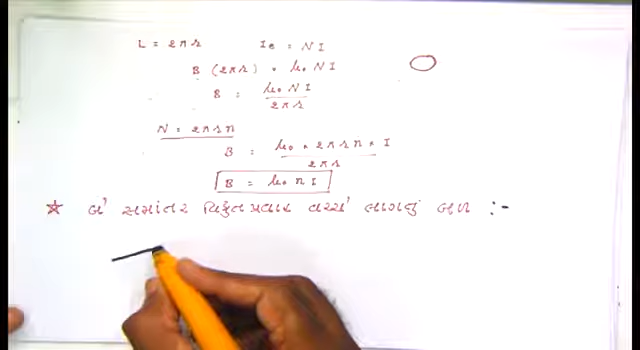 L = 2πr Ie = NI
B (2πr) = μ₀ NI
B = μ₀ NI / 2πr
N = 2πrn
B = μ₀ × 2πrn × I / 2πr
B = μ₀ n I
☆ બે સમાંતર વિદ્યુતપ્રવાહ વચ્ચે લાગતું બળ :-